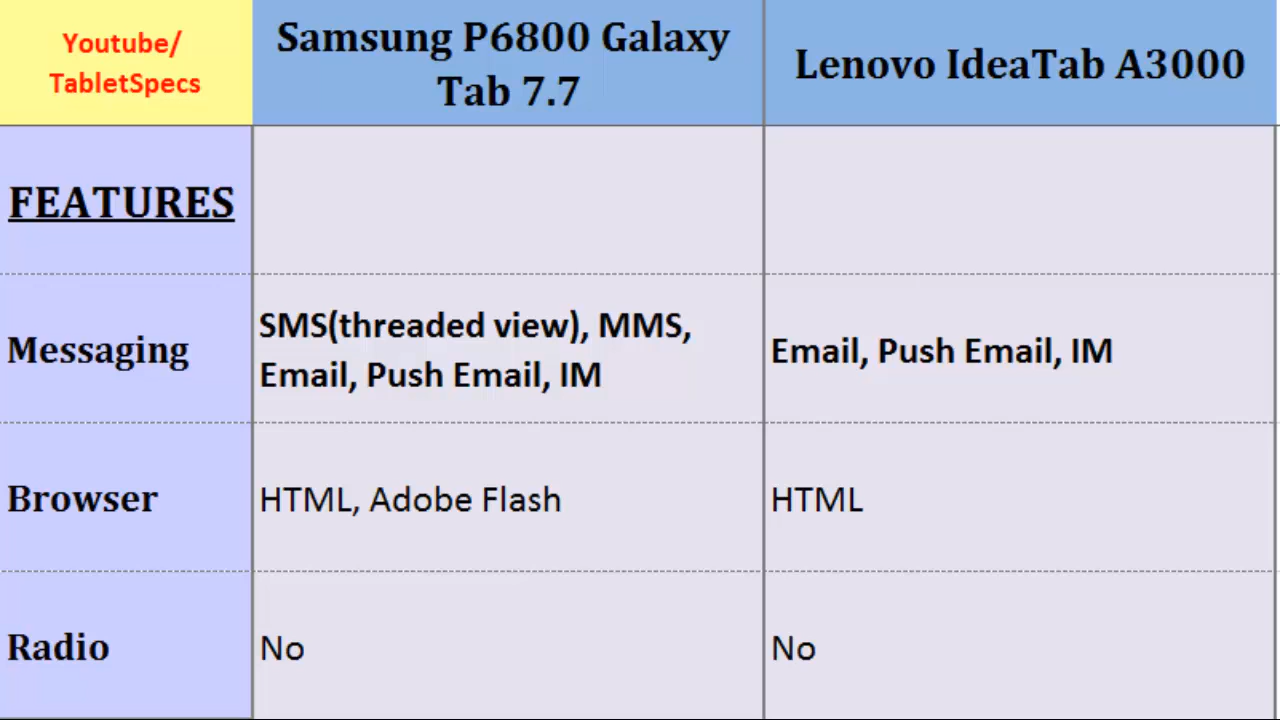 Youtube/
TabletSpecs
Samsung P6800 Galaxy
Tab 7.7
Lenovo IdeaTab A3000
FEATURES
Messaging
SMS(threaded view), MMS,
Email, Push Email, IM
Email, Push Email, IM
Browser
HTML, Adobe Flash
HTML
Radio
No
No